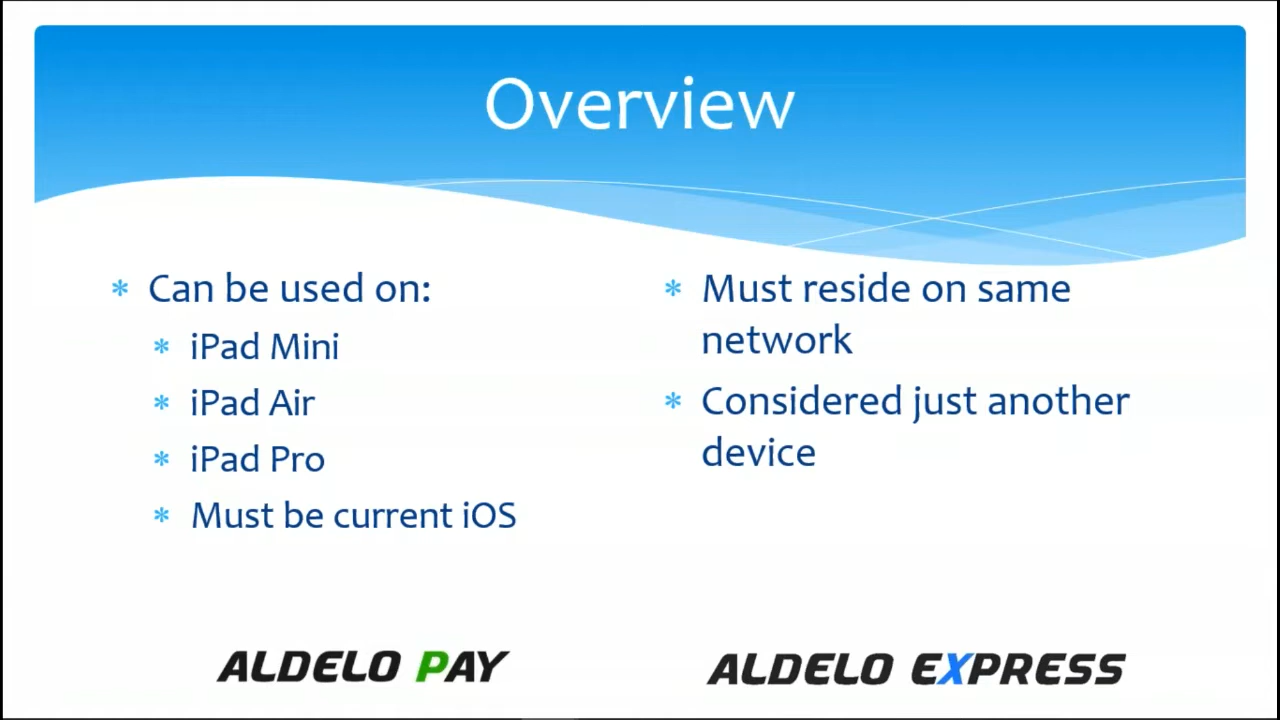 Overview
* Can be used on:
* iPad Mini
* iPad Air
* iPad Pro
* Must be current iOS
* Must reside on same
network
* Considered just another
device
ALDELO PAY
ALDELO EXPRESS